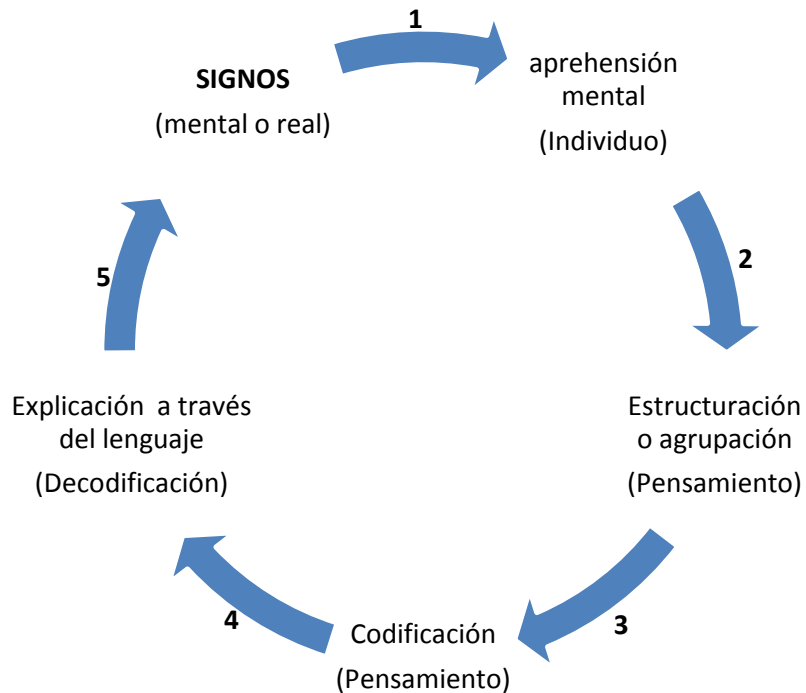 1
SIGNOS
(mental o real)
aprehensión
mental
(Individuo)
2
Estructuración
o agrupación
(Pensamiento)
3
Codificación
(Pensamiento)
4
Explicación a través
del lenguaje
(Decodificación)
5